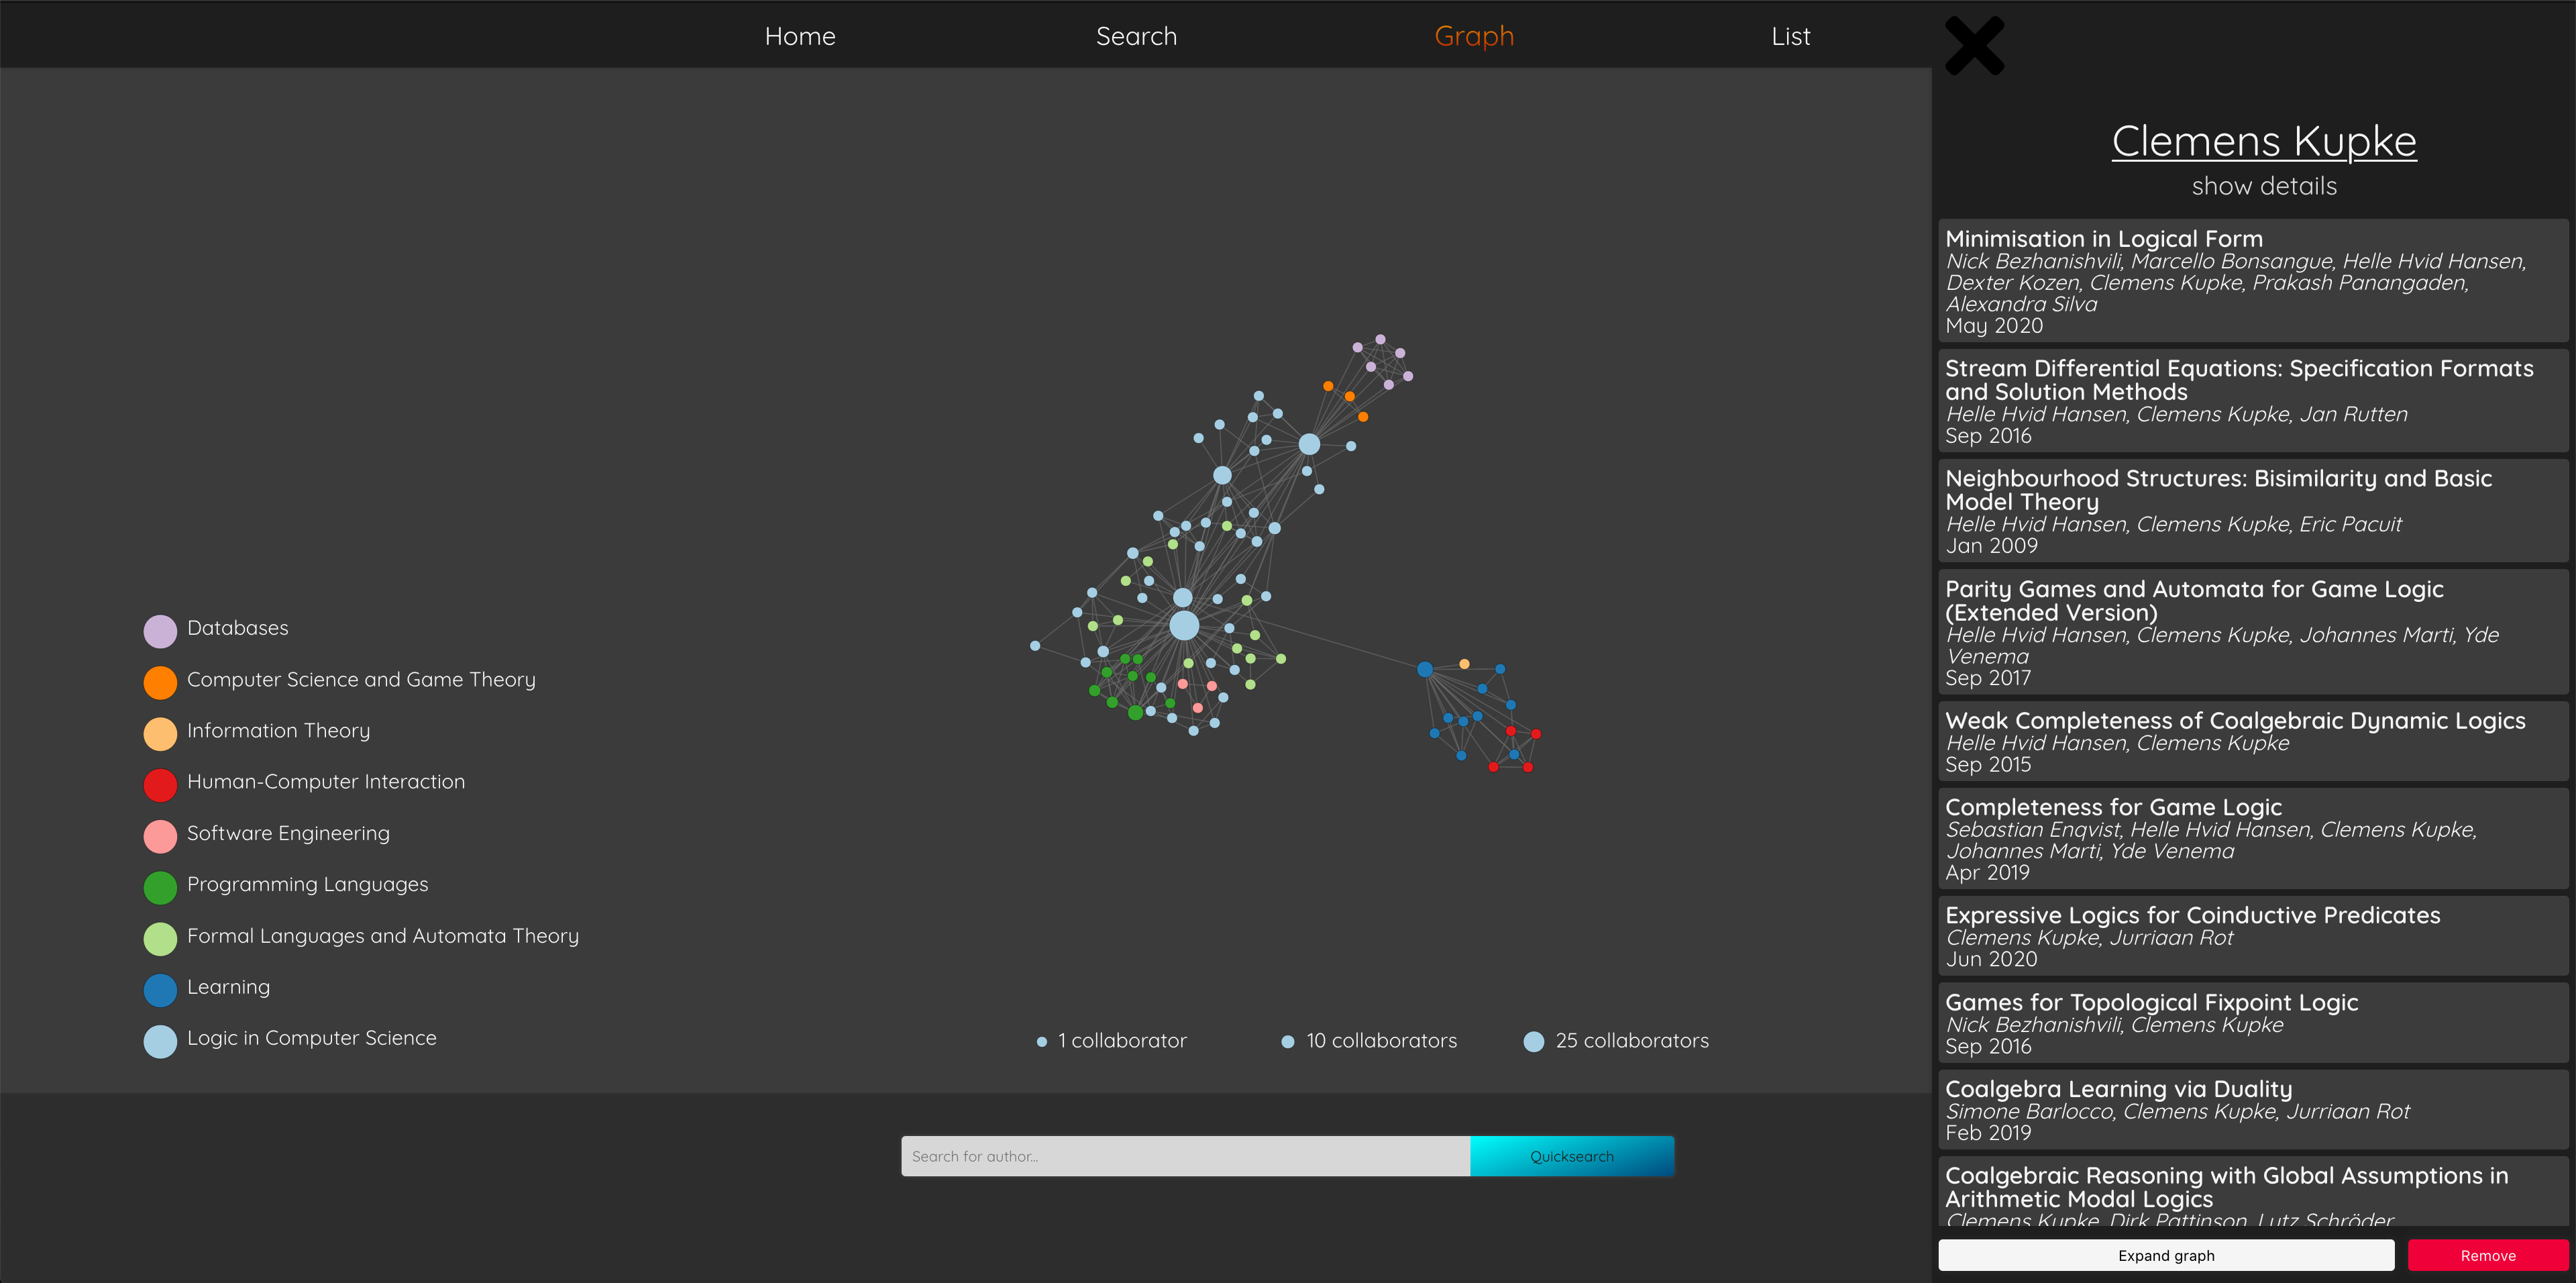 Home
Search
Graph
List
Clemens Kupke
show details
Minimisation in Logical Form
Nick Bezhanishvili, Marcello Bonsangue, Helle Hvid Hansen,
Dexter Kozen, Clemens Kupke, Prakash Panangaden,
Alexandra Silva
May 2020
Stream Differential Equations: Specification Formats
and Solution Methods
Helle Hvid Hansen, Clemens Kupke, Jan Rutten
Sep 2016
Neighbourhood Structures: Bisimilarity and Basic
Model Theory
Helle Hvid Hansen, Clemens Kupke, Eric Pacuit
Jan 2009
Parity Games and Automata for Game Logic
(Extended Version)
Helle Hvid Hansen, Clemens Kupke, Johannes Marti, Yde
Venema
Sep 2017
Weak Completeness of Coalgebraic Dynamic Logics
Helle Hvid Hansen, Clemens Kupke
Sep 2015
Completeness for Game Logic
Sebastian Enqvist, Helle Hvid Hansen, Clemens Kupke,
Johannes Marti, Yde Venema
Apr 2019
Expressive Logics for Coinductive Predicates
Clemens Kupke, Jurriaan Rot
Jun 2020
Games for Topological Fixpoint Logic
Nick Bezhanishvili, Clemens Kupke
Sep 2016
Coalgebra Learning via Duality
Simone Barlocco, Clemens Kupke, Jurriaan Rot
Feb 2019
Coalgebraic Reasoning with Global Assumptions in
Arithmetic Modal Logics
Clemens Kupke, Dirk Pattinson, Lutz Schröder
Expand graph
Remove
Databases
Computer Science and Game Theory
Information Theory
Human-Computer Interaction
Software Engineering
Programming Languages
Formal Languages and Automata Theory
Learning
Logic in Computer Science
1 collaborator
10 collaborators
25 collaborators
Search for author...
Quicksearch